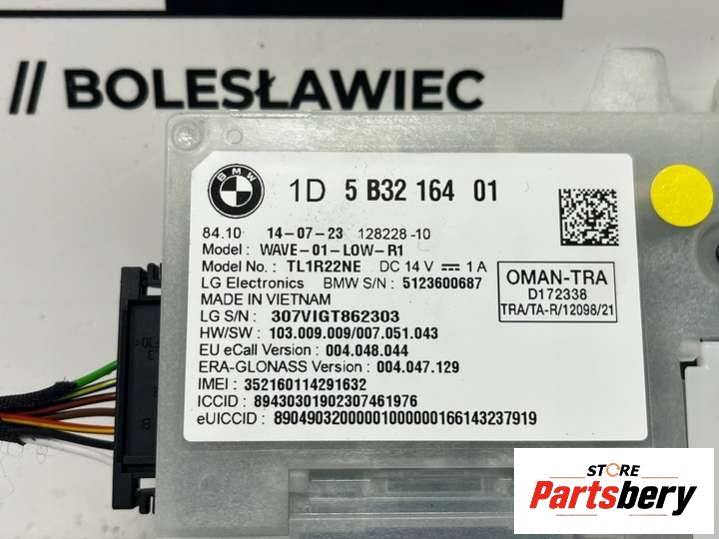 // BOLESŁAWIEC
BMW
1D 5 B32 164 01
84.10 14-07-23 128228-10
Model: WAVE-01-LOW-R1
Model No.: TL1R22NE DC 14 V 1 A
LG Electronics BMW S/N: 5123600687
MADE IN VIETNAM
LG S/N: 307VIGT862303
HW/SW: 103.009.009/007.051.043
EU eCall Version: 004.048.044
ERA-GLONASS Version: 004.047.129
IMEI: 352160114291632
ICCID: 89430301902307461976
eUICCID: 89049032000001000000166143237919
OMAN-TRA
D172338
TRA/TA-R/12098/21
STORE
Partsbery